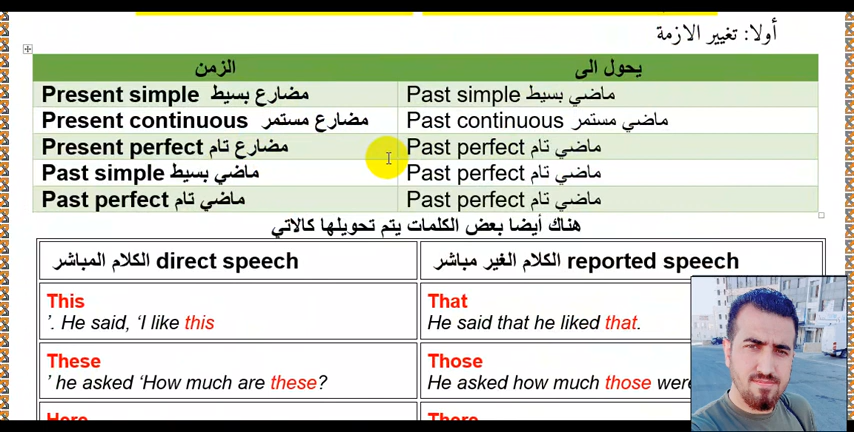 أولا: تغيير الازمة
الزمن يحول الى
Present simple مضارع بسيط Past simple ماضي بسيط
Present continuous مضارع مستمر Past continuous ماضي مستمر
Present perfect مضارع تام Past perfect ماضي تام
Past simple ماضي بسيط Past perfect ماضي تام
Past perfect ماضي تام Past perfect ماضي تام
هناك أيضا بعض الكلمات يتم تحويلها كالاتي
الكلام المباشر direct speech الكلام الغير مباشر reported speech
This That
’. He said, ‘I like this He said that he liked that.
These Those
’ he asked ‘How much are these? He asked how much those were
Here There